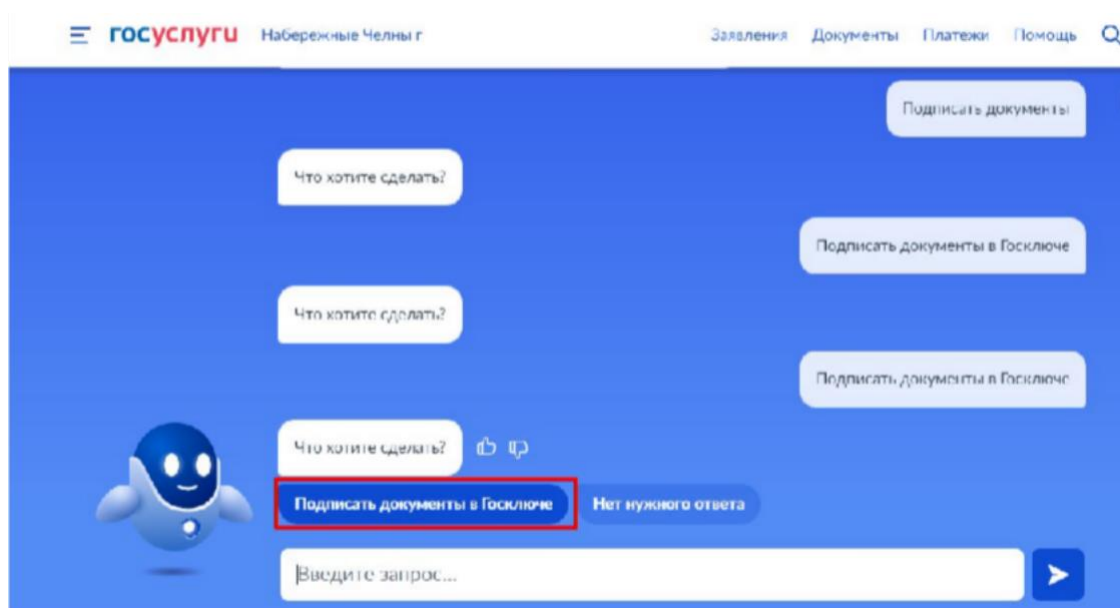 госуслуги Набережные Челны г Заявления Документы Платежи Помощь
Подписать документы
Что хотите сделать?
Подписать документы в Госключе
Что хотите сделать?
Подписать документы в Госключе
Что хотите сделать?
Подписать документы в Госключе Нет нужного ответа
Введите запрос...